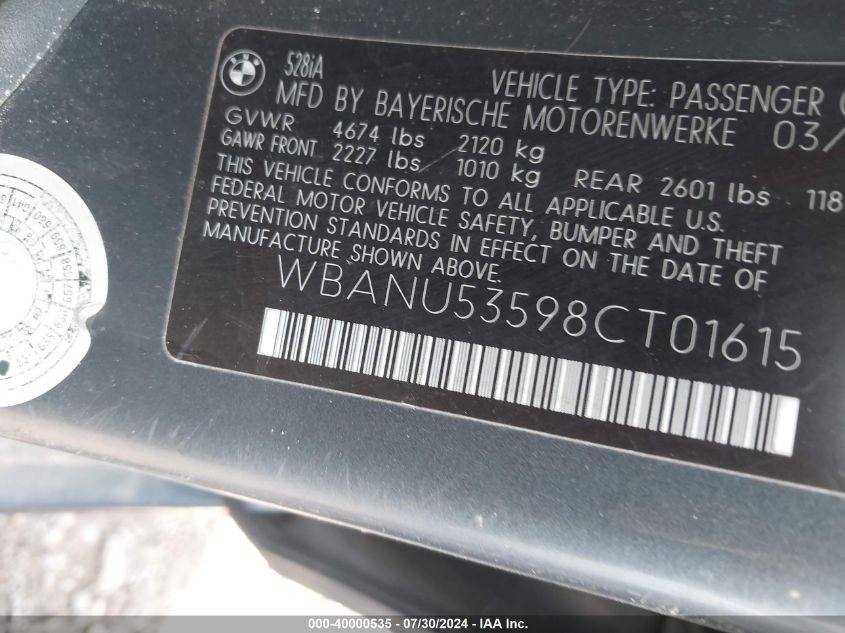 528iA
VEHICLE TYPE: PASSENGER
MFD BY BAYERISCHE MOTORENWERKE 03/
GVWR 4674 lbs 2120 kg
GAWR FRONT 2227 lbs 1010 kg REAR 2601 lbs 118
THIS VEHICLE CONFORMS TO ALL APPLICABLE U.S.
FEDERAL MOTOR VEHICLE SAFETY, BUMPER AND THEFT
PREVENTION STANDARDS IN EFFECT ON THE DATE OF
MANUFACTURE SHOWN ABOVE.
WBANU53598CT01615
000-40000535 - 07/30/2024 - IAAI.COM